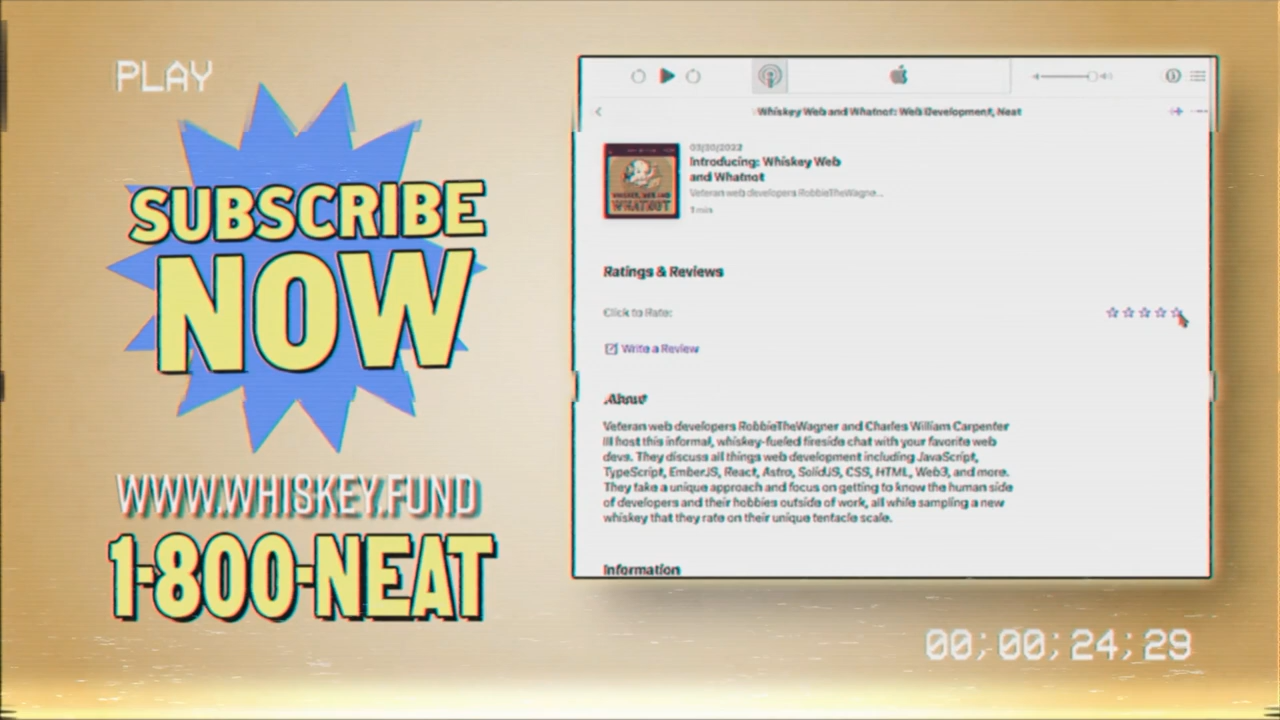 PLAY
SUBSCRIBE
NOW
WWW.WHISKEY.FUND
1-800-NEAT
Whiskey Web and Whatnot: Web Development, Neat
03/20/2022
Introducing: Whiskey Web
and Whatnot
Veteran web developers RobbieTheWagne...
1 min
WHISKEY, WEB AND
WHATNOT
Ratings & Reviews
Click to Rate:
Write a Review
About
Veteran web developers RobbieTheWagner and Charles William Carpenter
III host this informal, whiskey-fueled fireside chat with your favorite web
devs. They discuss all things web development including JavaScript,
TypeScript, EmberJS, React, Astro, SolidJS, CSS, HTML, Web3, and more.
They take a unique approach and focus on getting to know the human side
of developers and their hobbies outside of work, all while sampling a new
whiskey that they rate on their unique tentacle scale.
Information
00;00;24;29